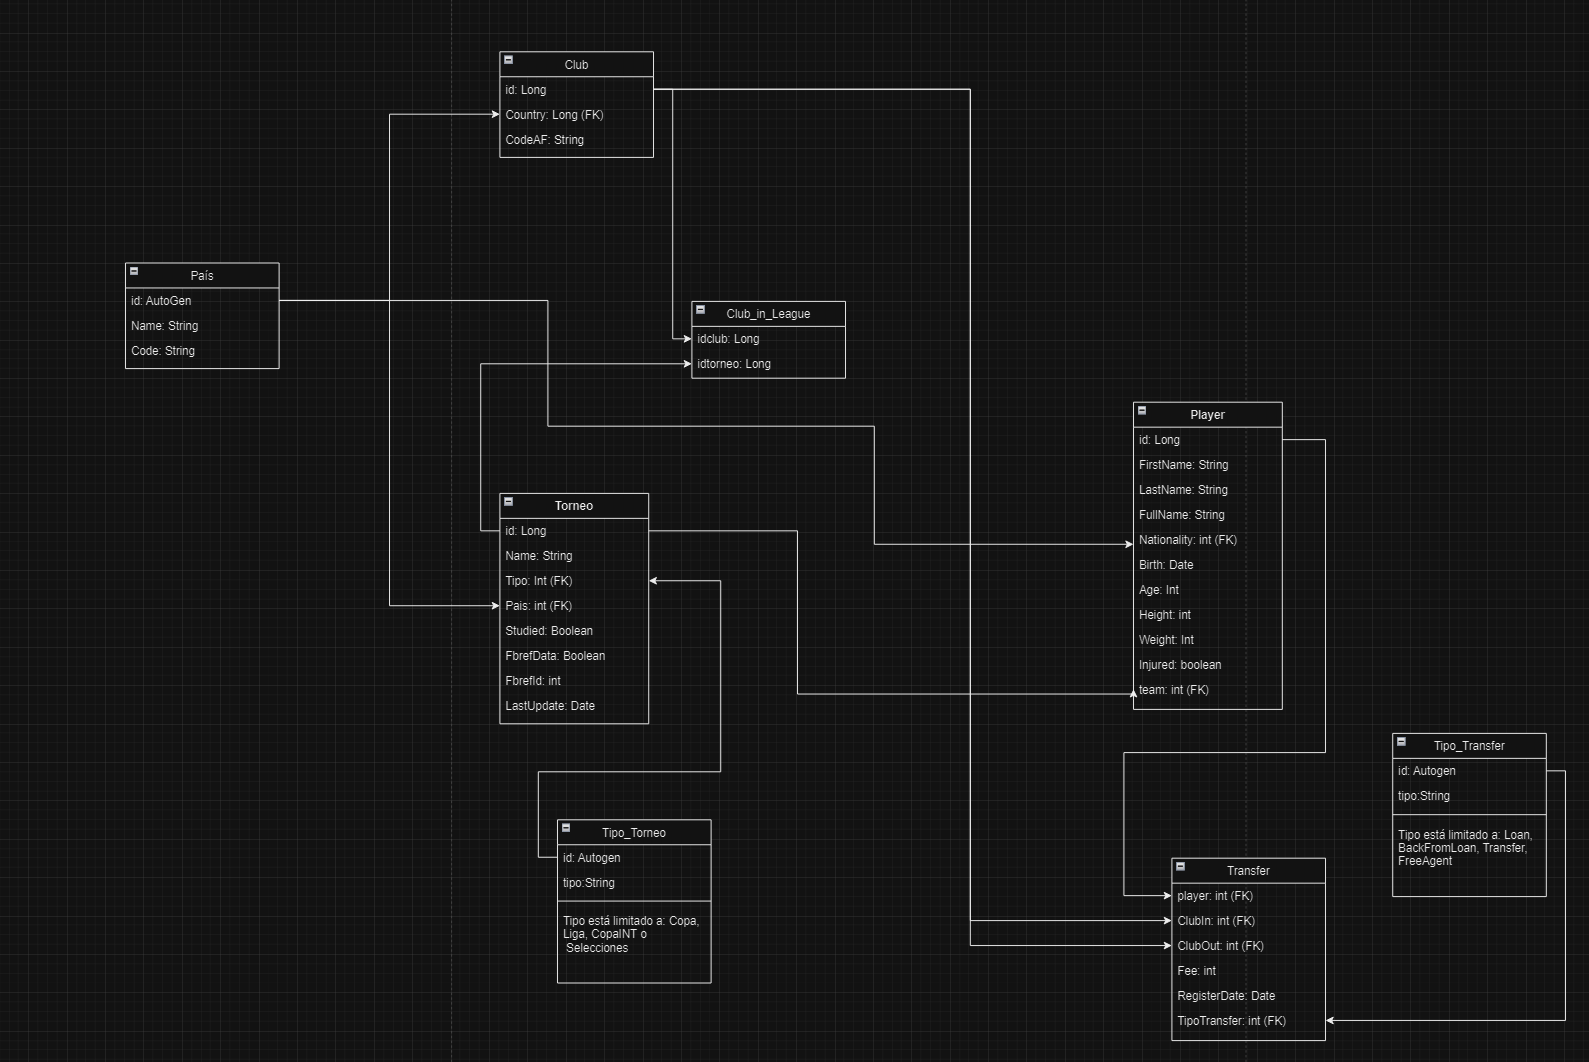 Club
id: Long
Country: Long (FK)
CodeAF: String
País
id: AutoGen
Name: String
Code: String
Club_in_League
idclub: Long
idtorneo: Long
Player
id: Long
FirstName: String
LastName: String
FullName: String
Nationality: int (FK)
Birth: Date
Age: Int
Height: int
Weight: Int
Injured: boolean
team: int (FK)
Torneo
id: Long
Name: String
Tipo: Int (FK)
Pais: int (FK)
Studied: Boolean
FbrefData: Boolean
FbrefId: int
LastUpdate: Date
Tipo_Torneo
id: Autogen
tipo:String
Tipo está limitado a: Copa,
Liga, CopaINT o
Selecciones
Tipo_Transfer
id: Autogen
tipo:String
Tipo está limitado a: Loan,
BackFromLoan, Transfer,
FreeAgent
Transfer
player: int (FK)
ClubIn: int (FK)
ClubOut: int (FK)
Fee: int
RegisterDate: Date
TipoTransfer: int (FK)